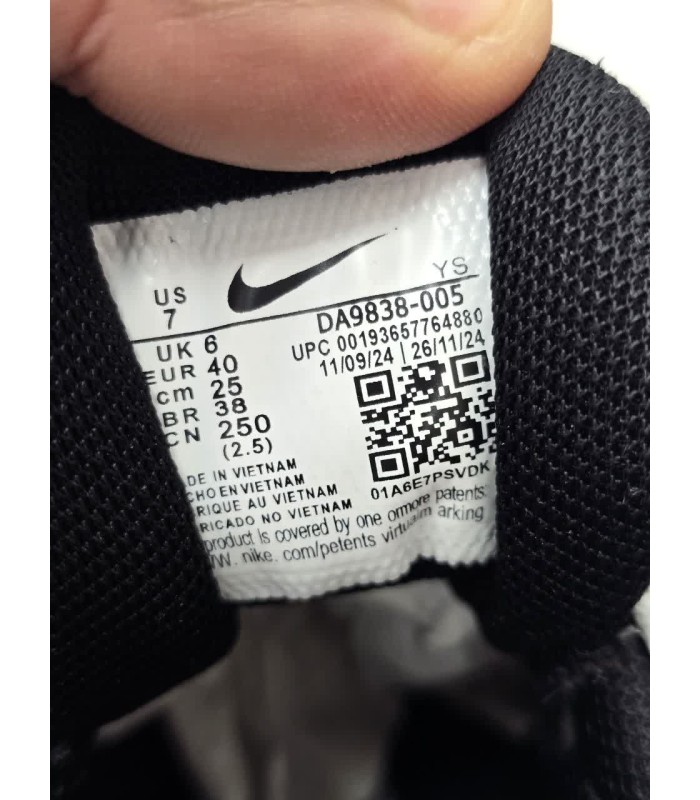 YS
US
7
UK 6
EUR 40
cm 25
BR 38
CN 250
(2.5)
DA9838-005
UPC 00193657764880
11/09/24 | 26/11/24
01A6E7PSVDK
DE IN VIETNAM
CHO EN VIETNAM
RIQUE AU VIETNAM
RICADO NO VIETNAM
product Is covered by one ormore patents.
W. nike. com/petents arking